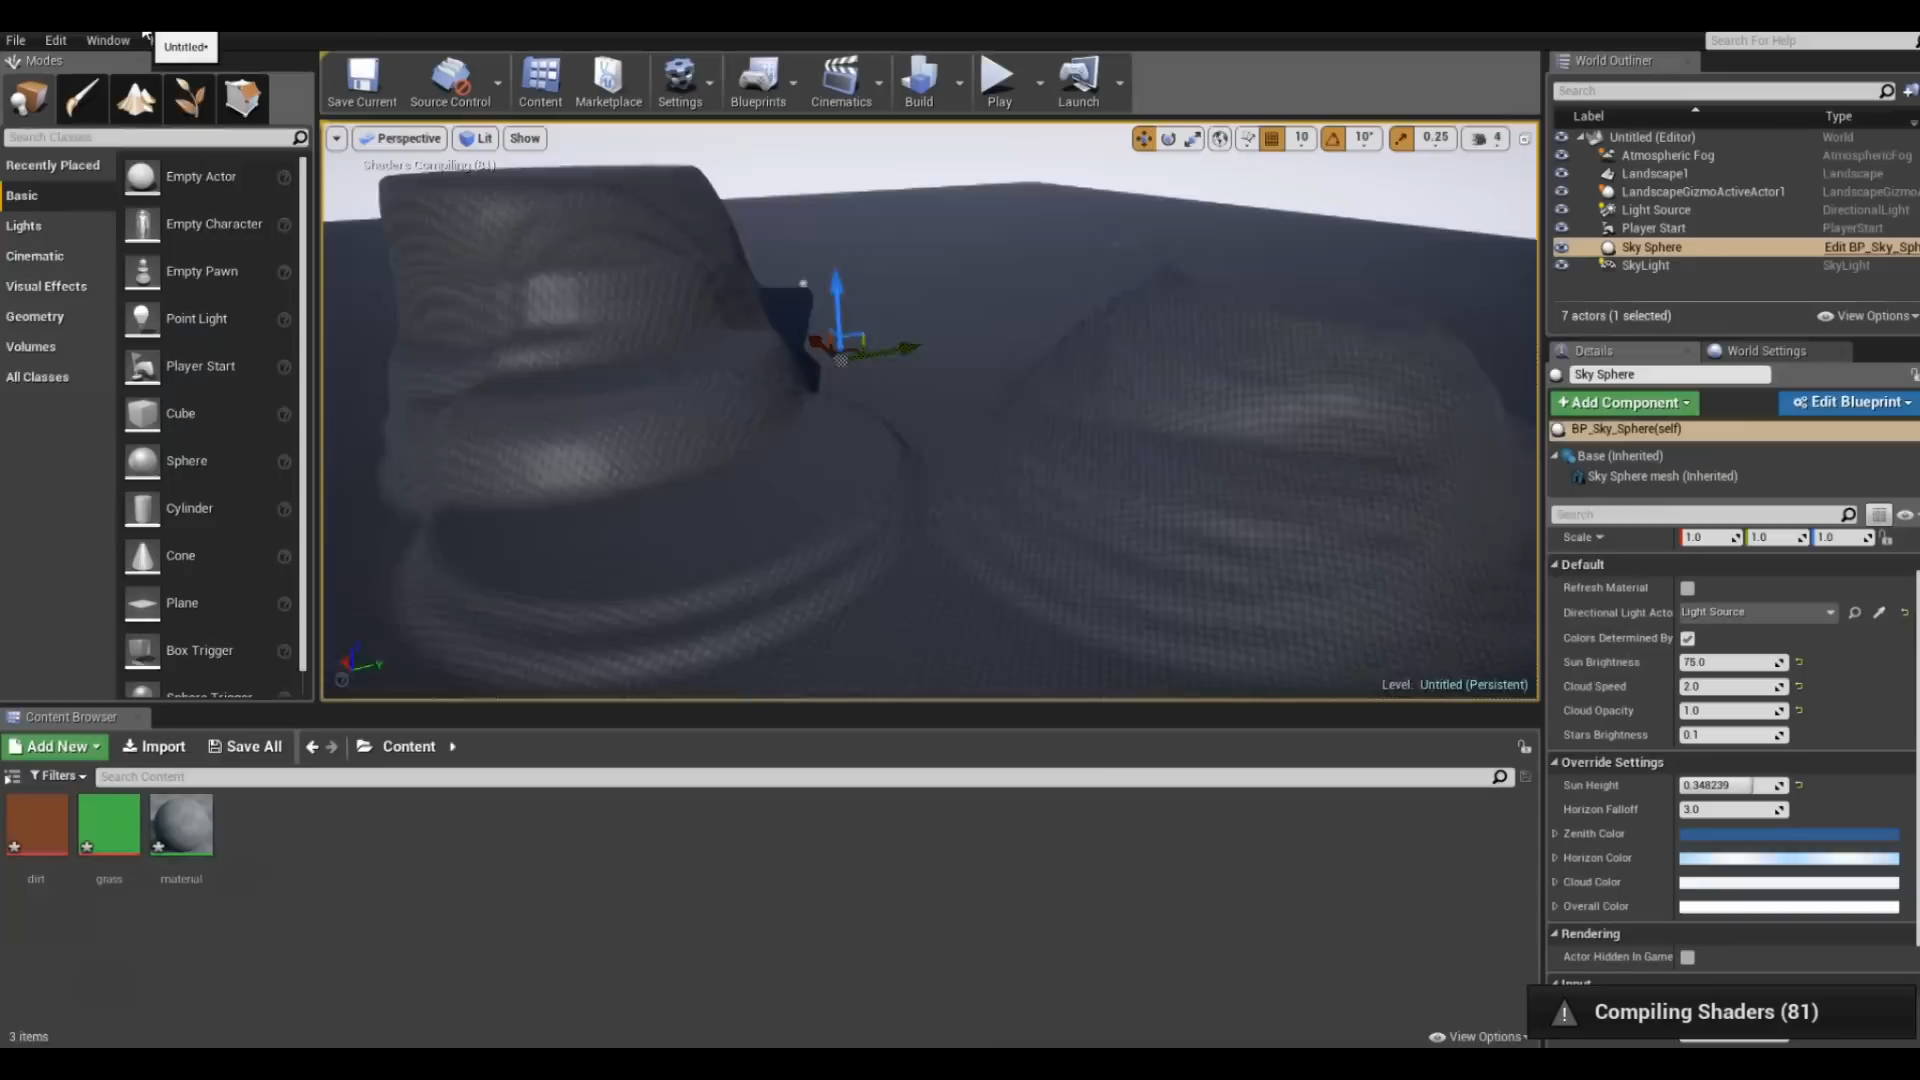 File Edit Window
Untitled•
Search For Help
Modes
Save Current
Source Control
Content
Marketplace
Settings
Blueprints
Cinematics
Build
Play
Launch
World Outliner
Search
Label Type
Untitled (Editor) World
Atmospheric Fog AtmosphericFog
Landscape1 Landscape
LandscapeGizmoActiveActor1 LandscapeGizmo
Light Source DirectionalLight
Player Start PlayerStart
Sky Sphere Edit BP_Sky_Sph
SkyLight SkyLight
7 actors (1 selected) View Options
Search Classes
Recently Placed
Basic
Lights
Cinematic
Visual Effects
Geometry
Volumes
All Classes
Empty Actor
Empty Character
Empty Pawn
Point Light
Player Start
Cube
Sphere
Cylinder
Cone
Plane
Box Trigger
Sphere Trigger
Perspective Lit Show
10 10° 0.25 4
Shaders Compiling (81)
Level: Untitled (Persistent)
Details World Settings
Sky Sphere
+ Add Component Edit Blueprint
BP_Sky_Sphere(self)
Base (Inherited)
Sky Sphere mesh (Inherited)
Search
Scale 1.0 1.0 1.0
Default
Refresh Material
Directional Light Acto Light Source
Colors Determined By
Sun Brightness 75.0
Cloud Speed 2.0
Cloud Opacity 1.0
Stars Brightness 0.1
Override Settings
Sun Height 0.348239
Horizon Falloff 3.0
Zenith Color
Horizon Color
Cloud Color
Overall Color
Rendering
Actor Hidden In Game
Input
Compiling Shaders (81)
Content Browser
Add New Import Save All Content
Filters Search Content
dirt
grass
material
3 items
View Options